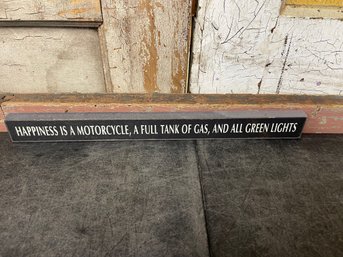 HAPPINESS IS A MOTORCYCLE, A FULL TANK OF GAS, AND ALL GREEN LIGHTS